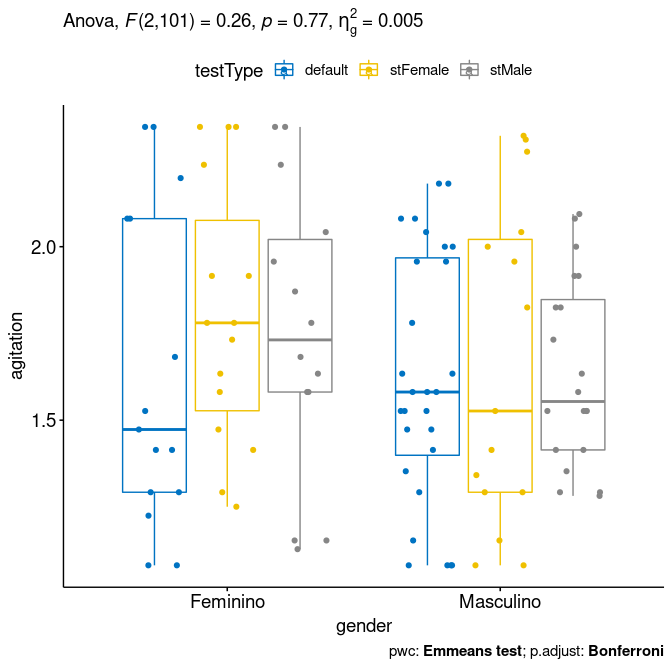 Anova, F(2,101) = 0.26, p = 0.77, η²g = 0.005
testType default stFemale stMale
2.0
agitation
1.5
Feminino Masculino
gender
pwc: Emmeans test; p.adjust: Bonferroni